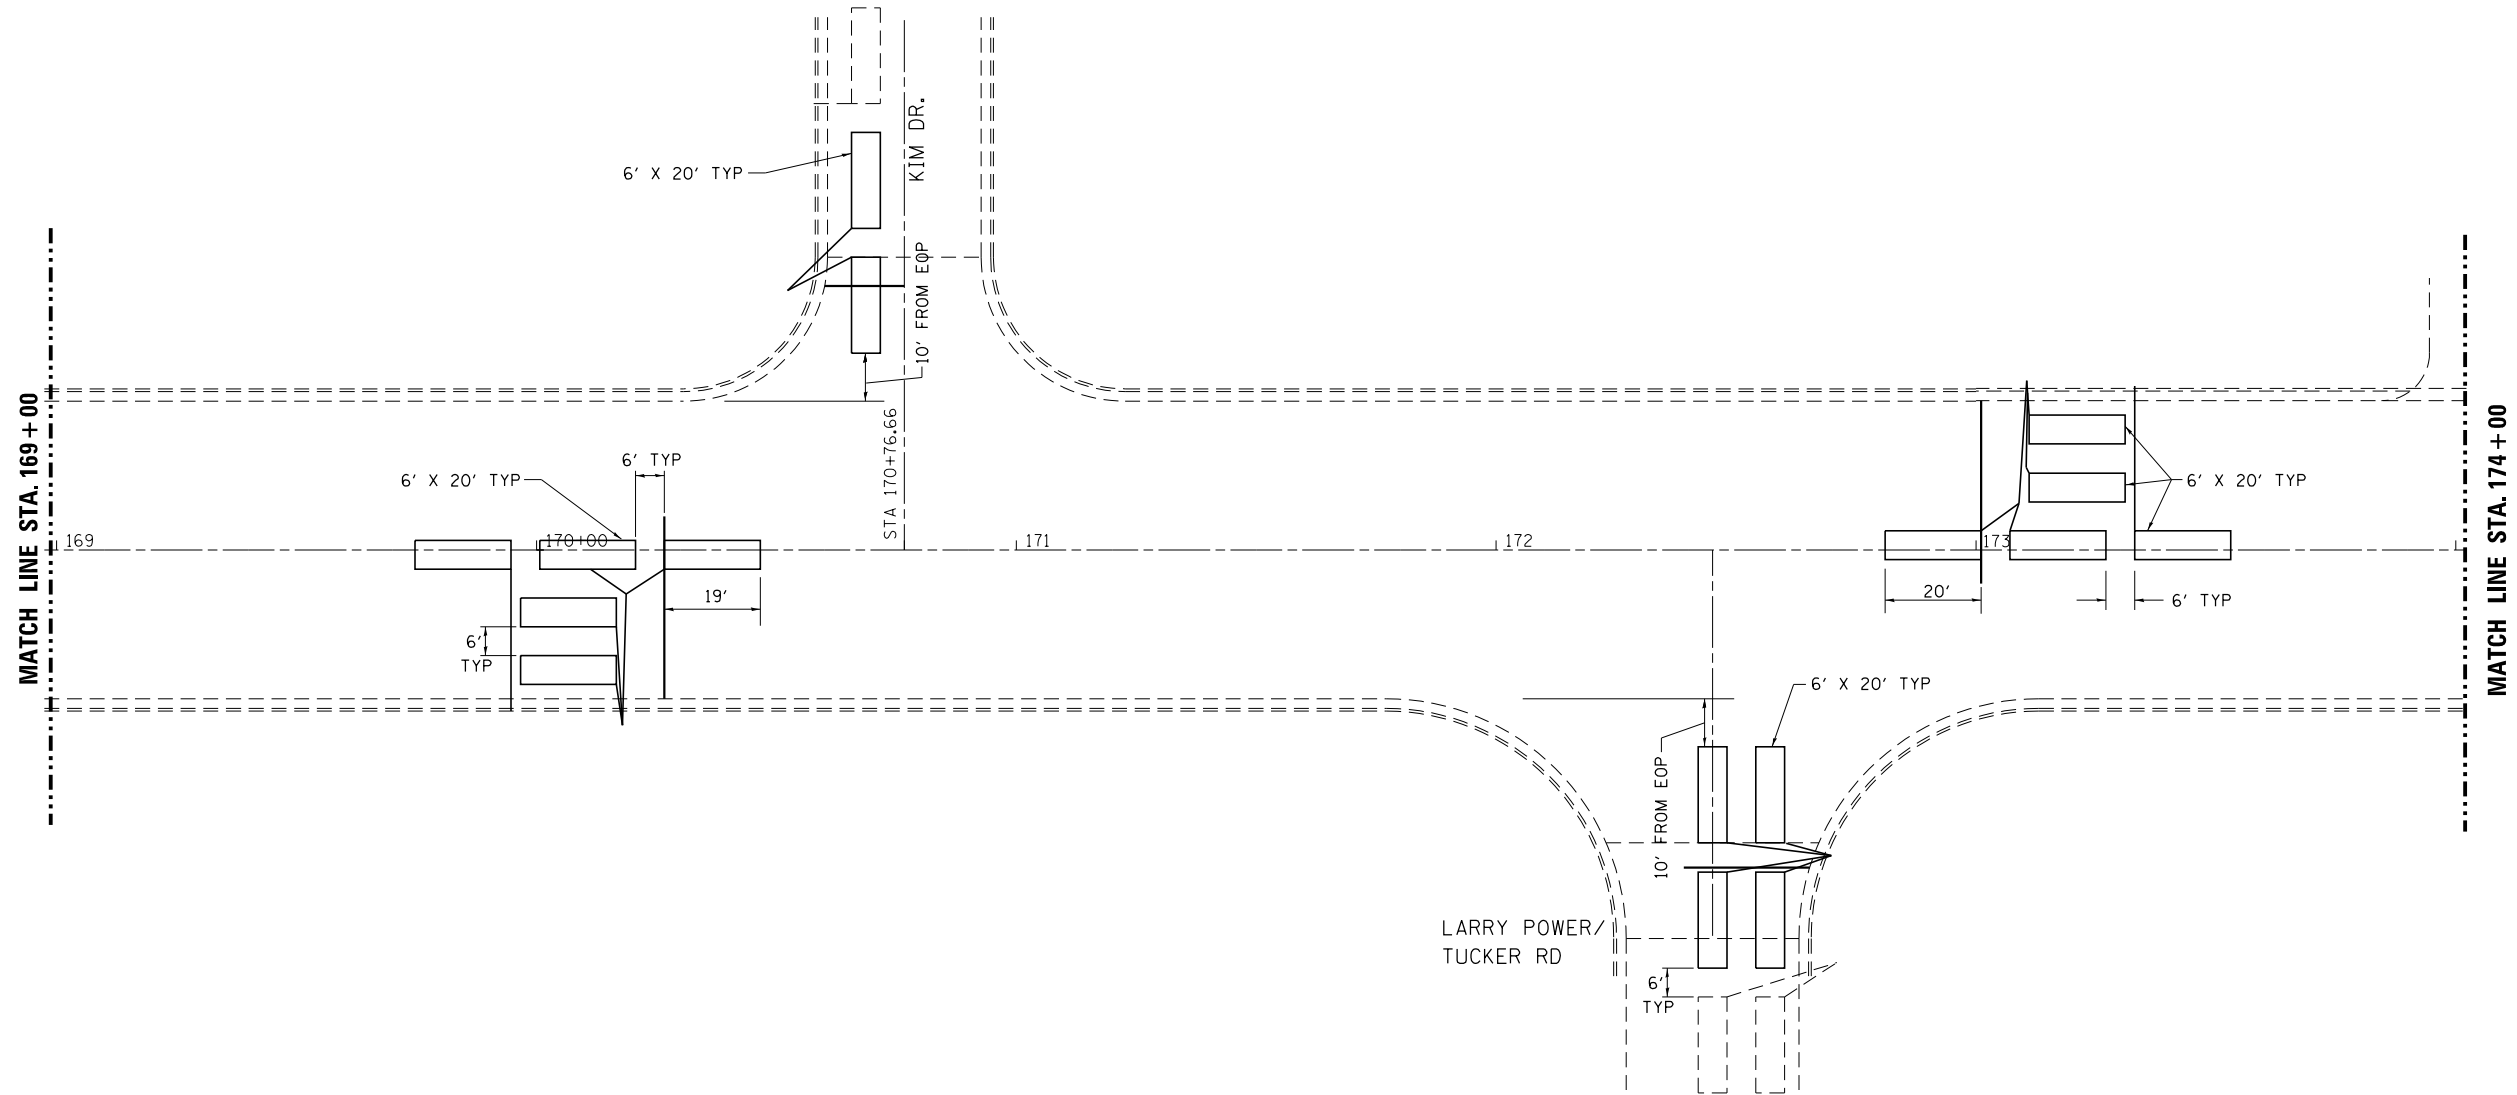 KIM DR.
6' X 20' TYP
10' FROM EOP
STA 170+76.66
MATCH LINE STA. 169+00
MATCH LINE STA. 174+00
6' TYP
6' X 20' TYP
6' X 20' TYP
169
170+00
171
172
173
19'
20'
6' TYP
6'
TYP
6' X 20' TYP
10' FROM EOP
LARRY POWER/
TUCKER RD
6'
TYP